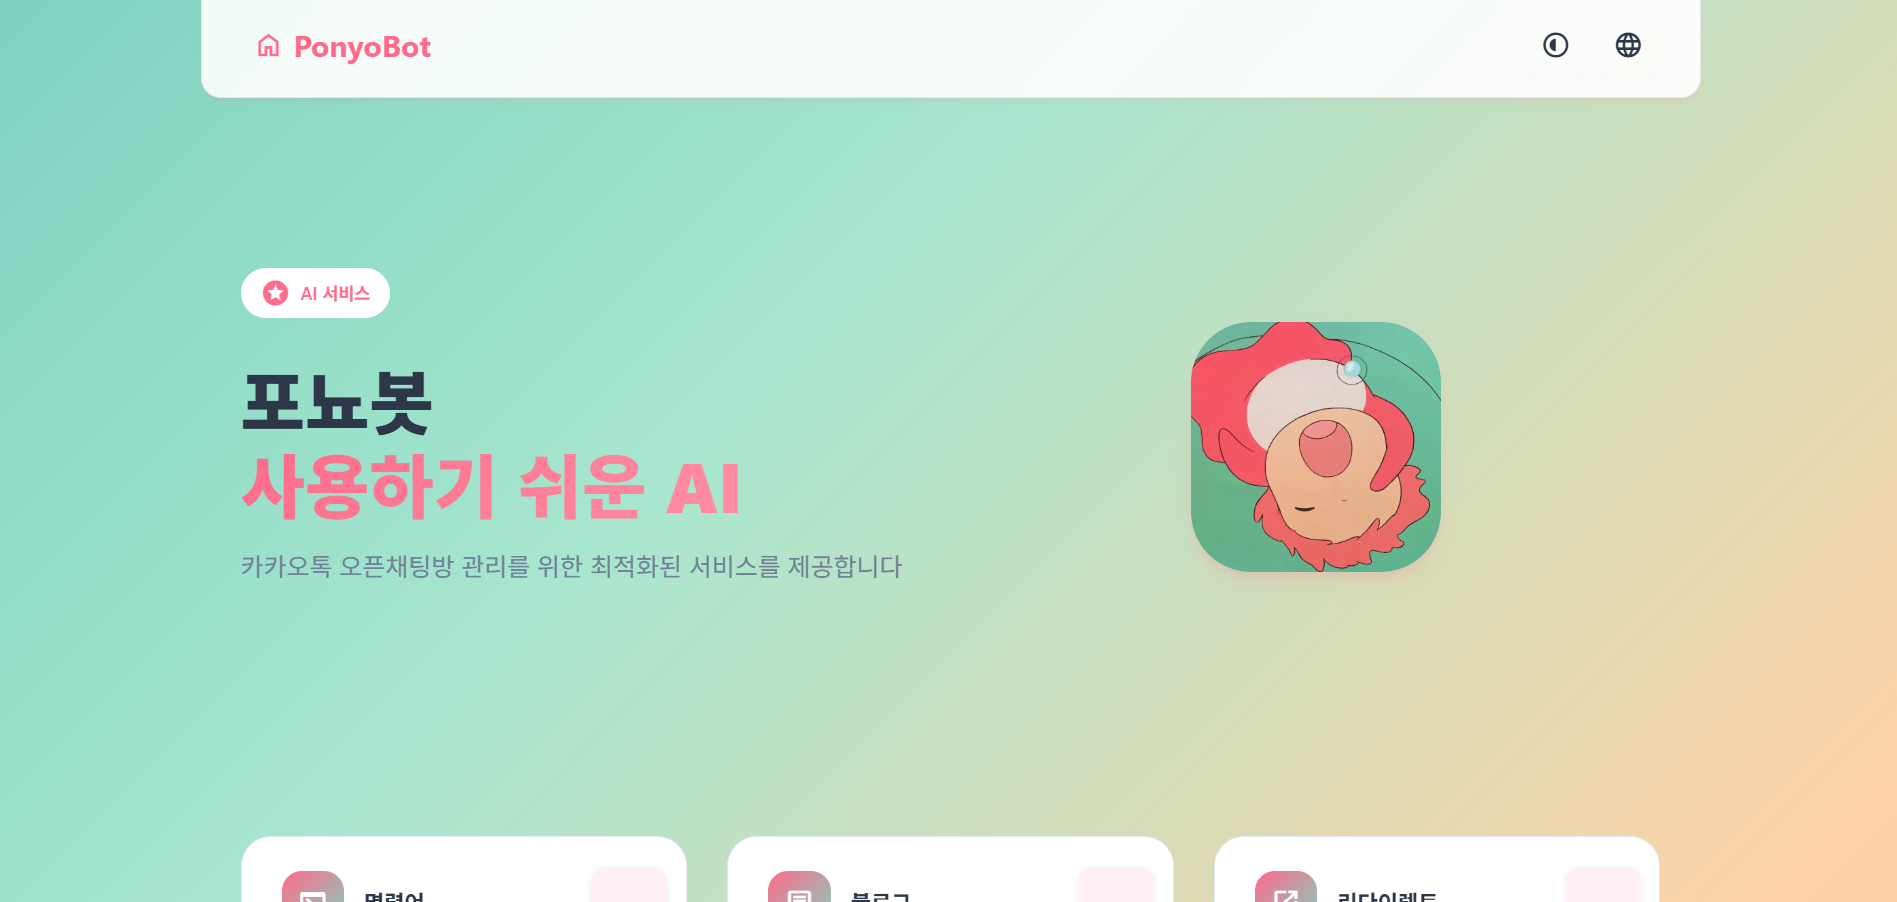 PonyoBot
AI 서비스
포뇨봇
사용하기 쉬운 AI
카카오톡 오픈채팅방 관리를 위한 최적화된 서비스를 제공합니다
명령어
블로그
리다이렉트